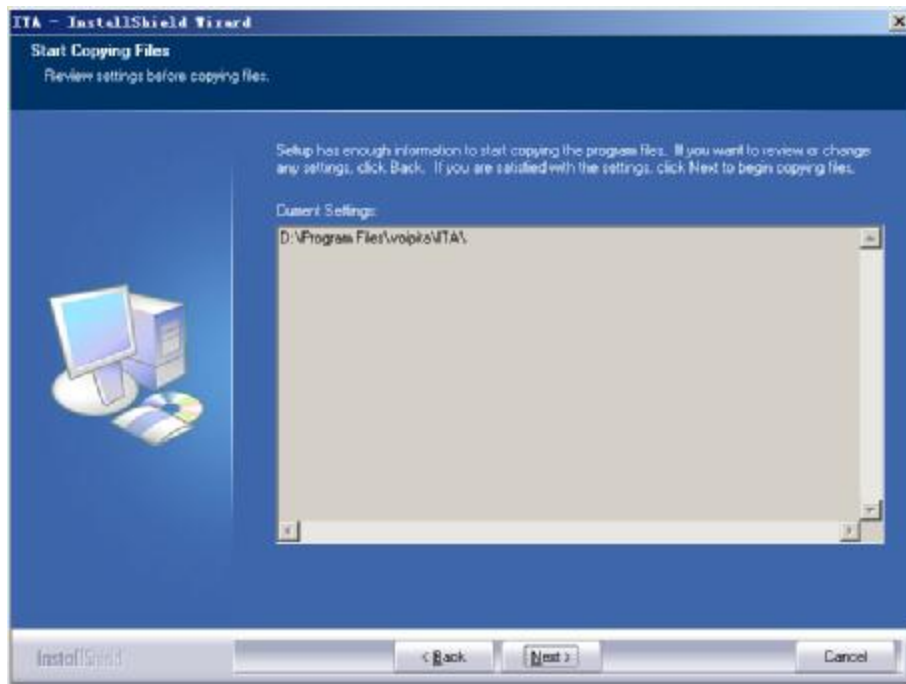 ITA - InstallShield Wizard
Start Copying Files
Review settings before copying files.
Setup has enough information to start copying the program files. If you want to review or change
any settings, click Back. If you are satisfied with the settings, click Next to begin copying files.
Current Settings:
D:\Program Files\voipita\ITA\
InstallShield
< Back
Next >
Cancel